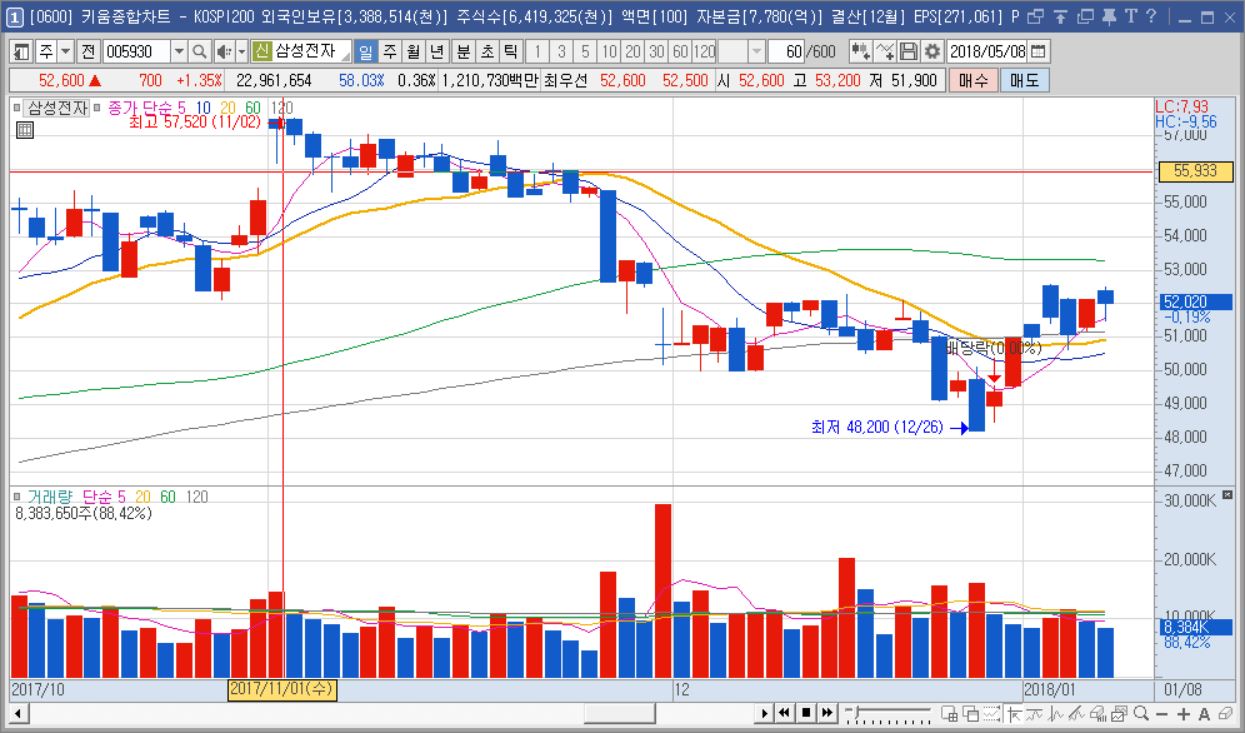 1 [0600] 키움종합차트 - KOSPI200 외국인보유[3,388,514(천)] 주식수[6,419,325(천)] 액면[100] 자본금[7,780(억)] 결산[12월] EPS[271,061] P T ?
주 전 005930 신 삼성전자 일 주 월 년 분 초 틱 1 3 5 10 20 30 60 120 60 /600 2018/05/08
52,600 ▲ 700 +1.35% 22,961,654 58.03% 0.36% 1,210,730백만 최우선 52,600 52,500 시 52,600 고 53,200 저 51,900 매수 매도
삼성전자 종가 단순 5 10 20 60 120
LC:7.93
HC:-9.56
최고 57,520 (11/02)
57,000
55,933
55,000
54,000
53,000
52,020
-0.19%
51,000
배당락(0.00%)
50,000
49,000
최저 48,200 (12/26)
48,000
47,000
거래량 단순 5 20 60 120
8,383,650주(88.42%)
30,000K
20,000K
10,000K
8,384K
88.42%
2017/10 2017/11/01(수) 12 2018/01 01/08
A